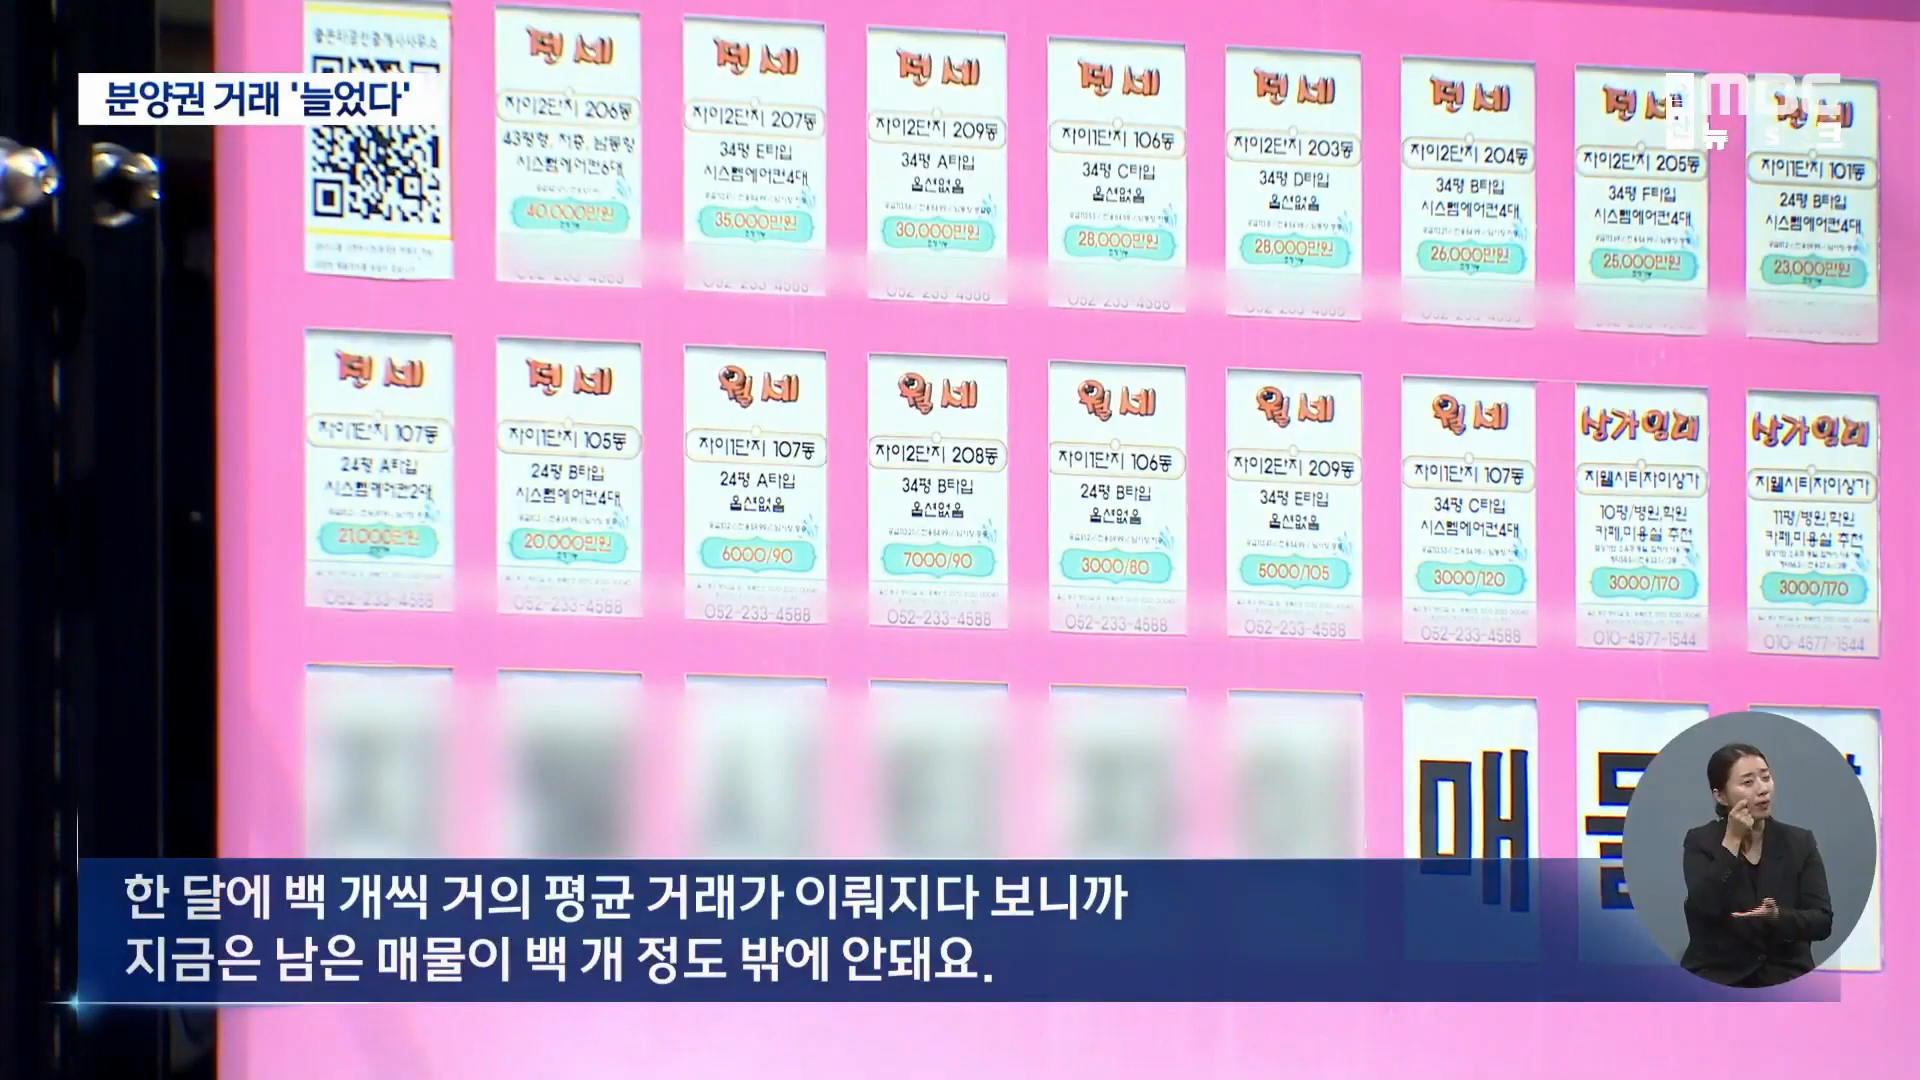 분양권 거래 '늘었다'
전세
자이2단지 206동
43평형, 저층, 남동향
시스템에어컨6대
40,000만원
전세
자이2단지 207동
34평 E타입
시스템에어컨4대
35,000만원
전세
자이2단지 209동
34평 A타입
옵션없음
30,000만원
전세
자이1단지 106동
34평 C타입
옵션없음
28,000만원
전세
자이2단지 203동
34평 D타입
옵션없음
28,000만원
전세
자이2단지 204동
34평 B타입
시스템에어컨4대
26,000만원
전세
자이2단지 205동
34평 F타입
시스템에어컨4대
25,000만원
전세
자이1단지 101동
24평 B타입
시스템에어컨4대
23,000만원
전세
자이1단지 107동
24평 A타입
시스템에어컨2대
21,000만원
052-233-4588
전세
자이1단지 105동
24평 B타입
시스템에어컨4대
20,000만원
052-233-4588
월세
자이1단지 107동
24평 A타입
옵션없음
6000/90
052-233-4588
월세
자이2단지 208동
34평 B타입
옵션없음
7000/90
052-233-4588
월세
자이1단지 106동
24평 B타입
옵션없음
3000/80
052-233-4588
월세
자이2단지 209동
34평 E타입
옵션없음
5000/105
052-233-4588
월세
자이1단지 107동
34평 C타입
시스템에어컨4대
3000/120
052-233-4588
상가임대
지웰시티자이상가
10평/병원,학원
카페,미용실 추천
3000/170
010-4877-1544
상가임대
지웰시티자이상가
11평/병원,학원
카페,미용실 추천
3000/170
010-4877-1544
매
한 달에 백 개씩 거의 평균 거래가 이뤄지다 보니까
지금은 남은 매물이 백 개 정도 밖에 안돼요.